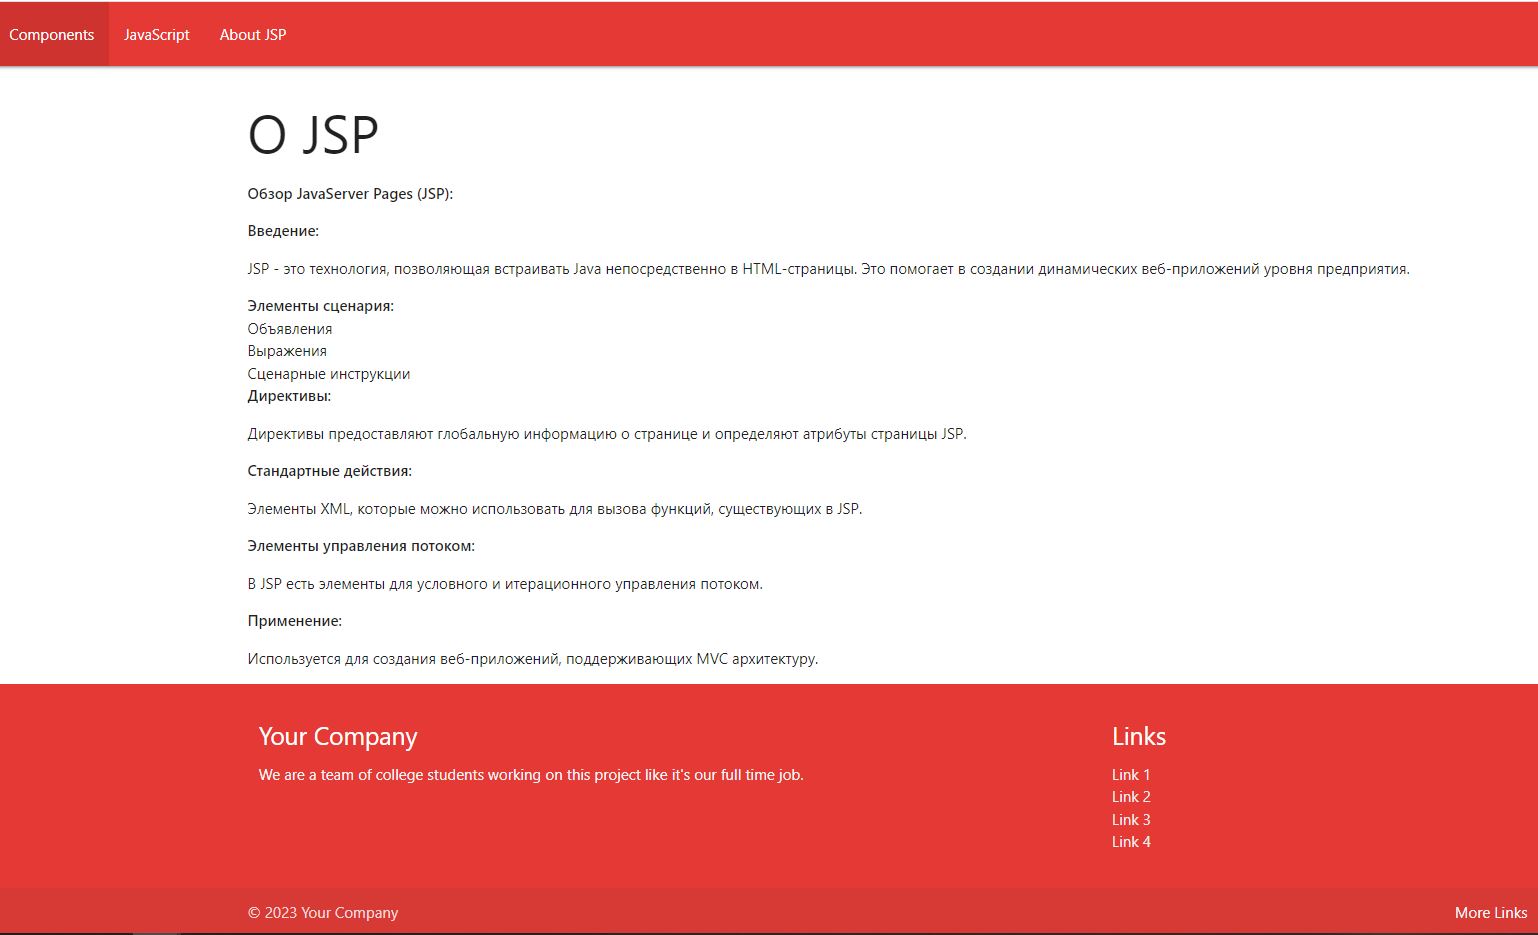 Components JavaScript About JSP
О JSP
Обзор JavaServer Pages (JSP):
Введение:
JSP - это технология, позволяющая встраивать Java непосредственно в HTML-страницы. Это помогает в создании динамических веб-приложений уровня предприятия.
Элементы сценария:
Объявления
Выражения
Сценарные инструкции
Директивы:
Директивы предоставляют глобальную информацию о странице и определяют атрибуты страницы JSP.
Стандартные действия:
Элементы XML, которые можно использовать для вызова функций, существующих в JSP.
Элементы управления потоком:
В JSP есть элементы для условного и итерационного управления потоком.
Применение:
Используется для создания веб-приложений, поддерживающих MVC архитектуру.
Your Company
We are a team of college students working on this project like it's our full time job.
Links
Link 1
Link 2
Link 3
Link 4
© 2023 Your Company
More Links